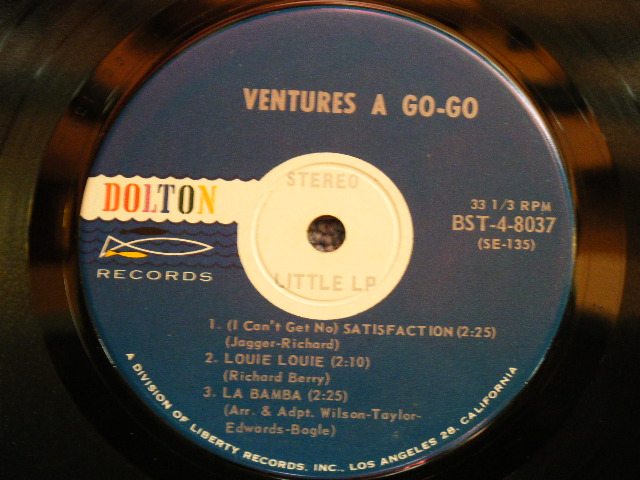 VENTURES A GO-GO
DOLTON
RECORDS
STEREO
LITTLE LP
33 1/3 RPM
BST-4-8037
(SE-135)
1. (I Can't Get No) SATISFACTION (2:25)
(Jagger-Richard)
2. LOUIE LOUIE (2:10)
(Richard Berry)
3. LA BAMBA (2:25)
(Arr. & Adpt. Wilson-Taylor-
Edwards-Bogle)
A DIVISION OF LIBERTY RECORDS, INC., LOS ANGELES 28, CALIFORNIA